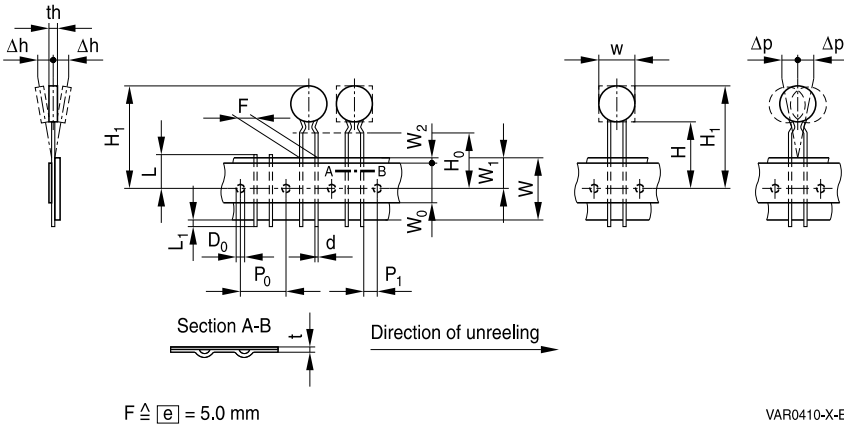 th
Δh Δh
w
Δp Δp
F
H1
L
W2
H0
W1
W
H
H1
A B
L1
D0
d
W0
P0
P1
Section A-B
t
Direction of unreeling
F ≙ e = 5.0 mm
VAR0410-X-E